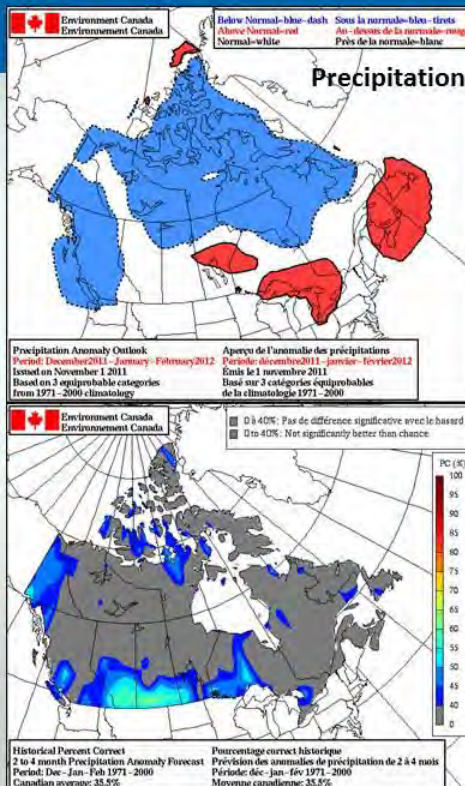 Environment Canada
Environnement Canada
Below Normal=blue-dash Sous la normale=bleu-tirets
Above Normal=red Au-dessus de la normale=rouge
Normal=white Près de la normale=blanc
Precipitation
Precipitation Anomaly Outlook
Period: December2011-January-February2012
Issued on November 1 2011
Based on 3 equiprobable categories
from 1971-2000 climatology
Aperçu de l'anomalie des précipitations
Période: décembre2011-janvier-février2012
Émis le 1 novembre 2011
Basé sur 3 catégories équiprobables
de la climatologie 1971-2000
Environment Canada
Environnement Canada
0 à 40%: Pas de différence significative avec le hasard
0 to 40%: Not significantly better than chance
PC (%)
100
95
90
85
80
75
70
65
60
55
50
45
40
0
Historical Percent Correct
2 to 4 month Precipitation Anomaly Forecast
Period: Dec-Jan-Feb 1971-2000
Canadian average: 35.5%
Pourcentage correct historique
Prévision des anomalies de précipitation de 2 à 4 mois
Période: déc-jan-fév 1971-2000
Moyenne canadienne: 35.5%